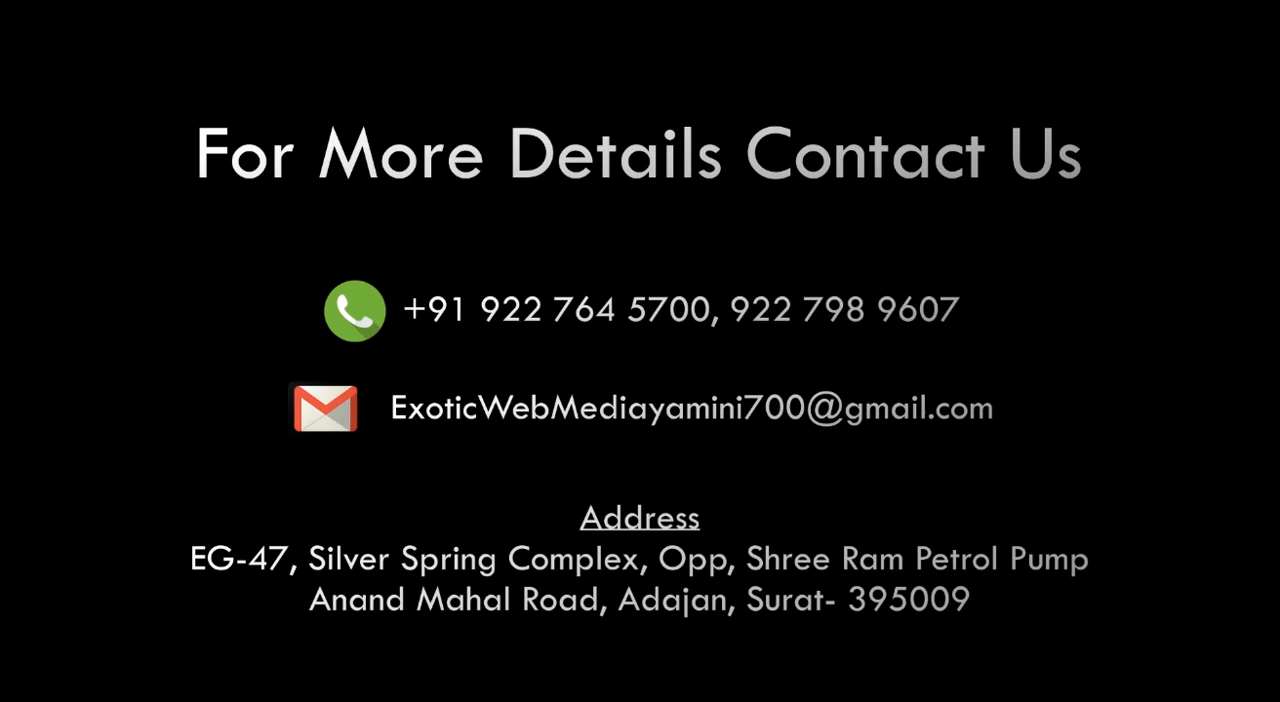 For More Details Contact Us
+91 922 764 5700, 922 798 9607
ExoticWebMediayamini700@gmail.com
Address
EG-47, Silver Spring Complex, Opp, Shree Ram Petrol Pump
Anand Mahal Road, Adajan, Surat- 395009